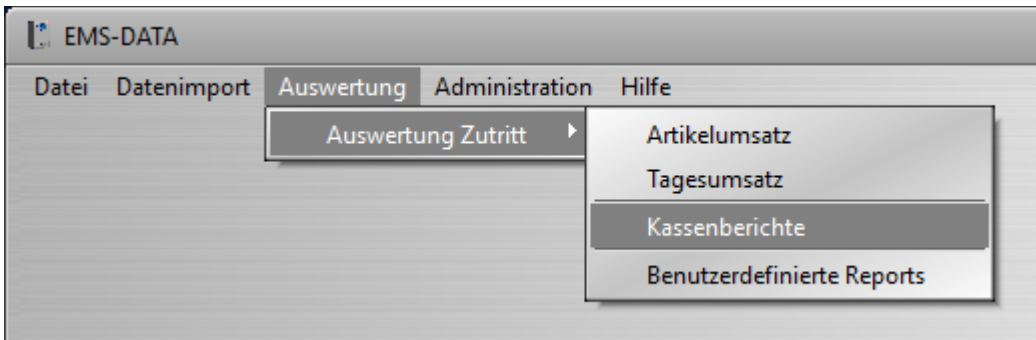 EMS-DATA
Datei Datenimport Auswertung Administration Hilfe
Auswertung Zutritt
Artikelumsatz
Tagesumsatz
Kassenberichte
Benutzerdefinierte Reports